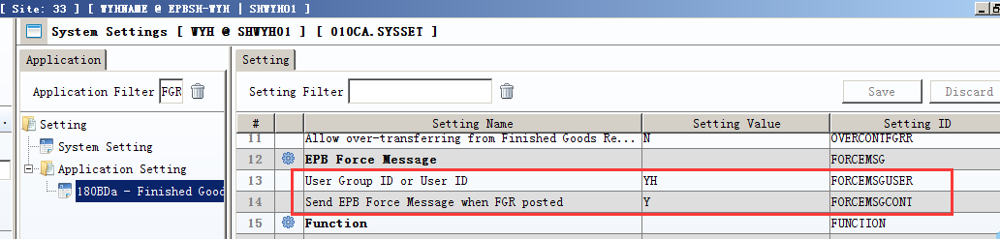 [ Site: 33 ] [ WYHNAME @ EPBSH-WYH | SHWYH01 ]
System Settings [ WYH @ SHWYH01 ] [ 010CA.SYSSET ]
Application
Setting
Application Filter FGR
Setting Filter
Save
Discard
Setting
System Setting
Application Setting
180BDa - Finished Good
# Setting Name Setting Value Setting ID
11 Allow over-transferring from Finished Goods Re... N OVERCONTFGRR
12 EPB Force Message FORCEMSG
13 User Group ID or User ID YH FORCEMSGUSER
14 Send EPB Force Message when FGR posted Y FORCEMSGCONT
15 Function FUNCTION